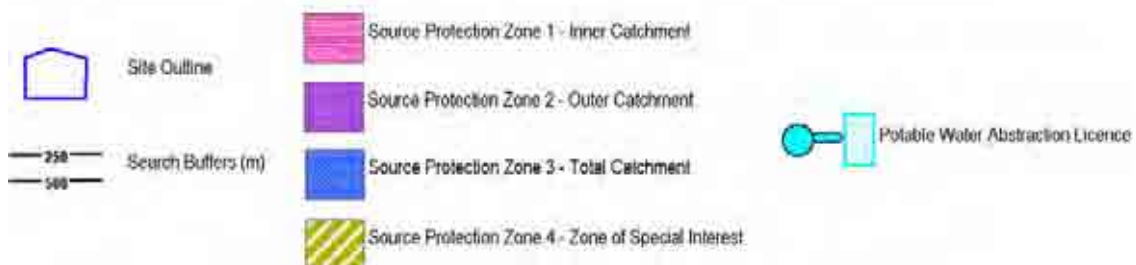 Site Outline
250
500
Search Buffers (m)
Source Protection Zone 1 - Inner Catchment
Source Protection Zone 2 - Outer Catchment
Source Protection Zone 3 - Total Catchment
Source Protection Zone 4 - Zone of Special Interest
Potable Water Abstraction Licence